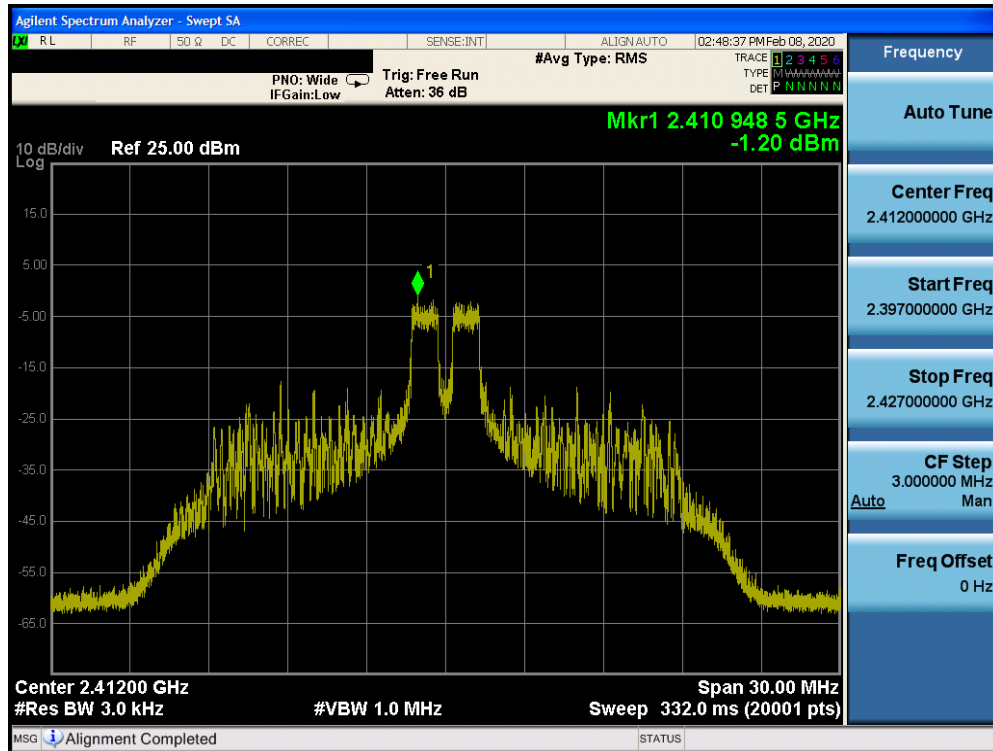 Agilent Spectrum Analyzer - Swept SA
LXI RL RF 50 Ω DC CORREC SENSE:INT ALIGN AUTO 02:48:37 PM Feb 08, 2020
#Avg Type: RMS TRACE 1 2 3 4 5 6
PNO: Wide Trig: Free Run TYPE M WWWWW
IFGain:Low Atten: 36 dB DET P N N N N N
Mkr1 2.410 948 5 GHz
10 dB/div Ref 25.00 dBm -1.20 dBm
Log
15.0
5.00
1
-5.00
-15.0
-25.0
-35.0
-45.0
-55.0
-65.0
Center 2.41200 GHz Span 30.00 MHz
#Res BW 3.0 kHz #VBW 1.0 MHz Sweep 332.0 ms (20001 pts)
MSG Alignment Completed STATUS
Frequency
Auto Tune
Center Freq
2.412000000 GHz
Start Freq
2.397000000 GHz
Stop Freq
2.427000000 GHz
CF Step
3.000000 MHz
Auto Man
Freq Offset
0 Hz